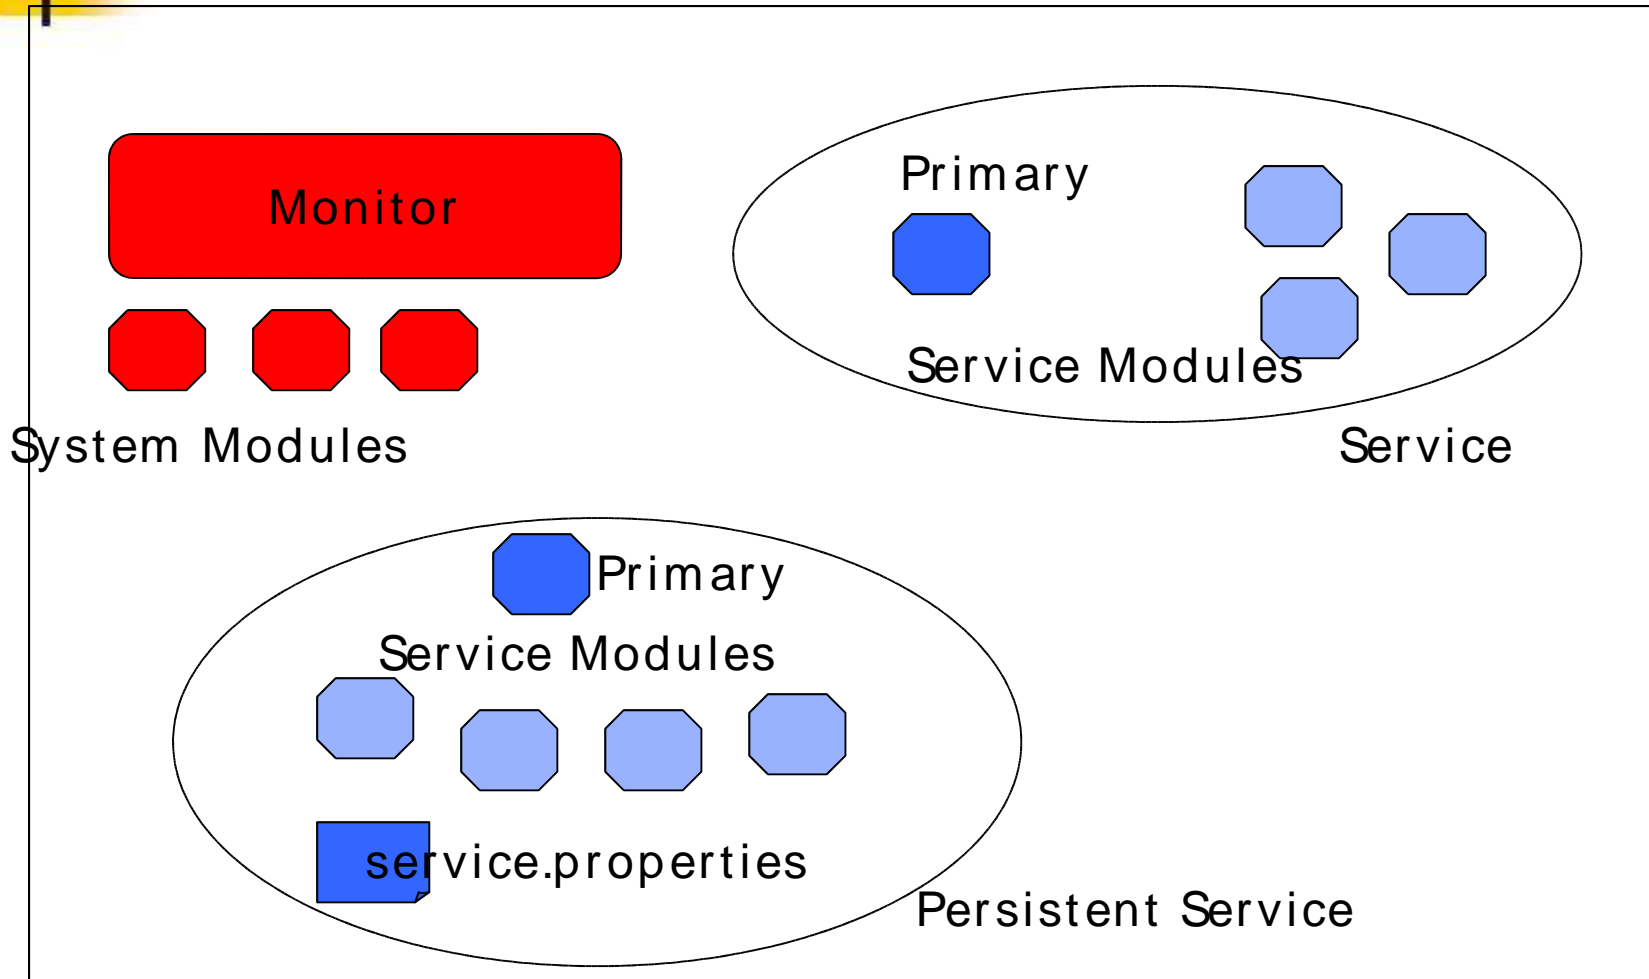 Primary
Monitor
Service Modules
System Modules
Service
Primary
Service Modules
service.properties
Persistent Service